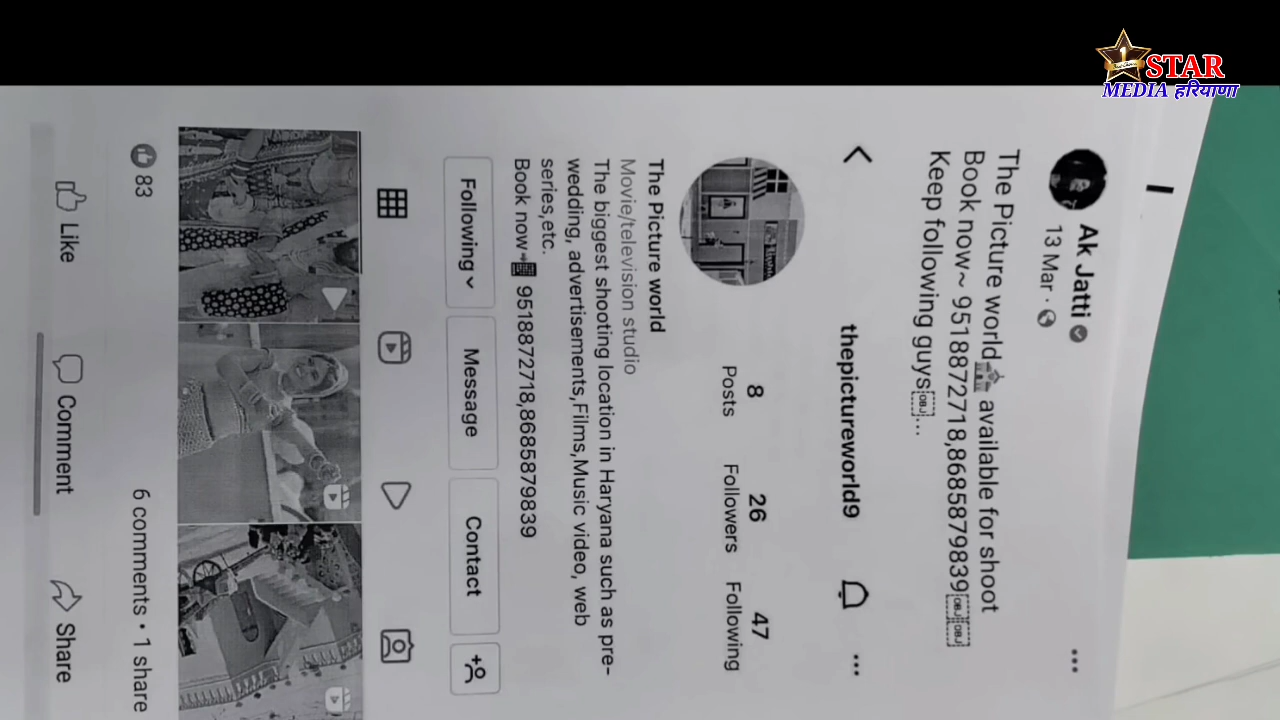 1
STAR
MEDIA हरियाणा
Ak Jatti
13 Mar ·
The Picture world available for shoot
Book now~ 9518872718,8685879839
Keep following guys...
thepictureworld9
8 26 47
Posts Followers Following
The Picture world
Movie/television studio
The biggest shooting location in Haryana such as pre-
wedding, advertisements,Films,Music video, web
series,etc.
Book now 9518872718,8685879839
Following Message Contact
83 6 comments • 1 share
Like Comment Share